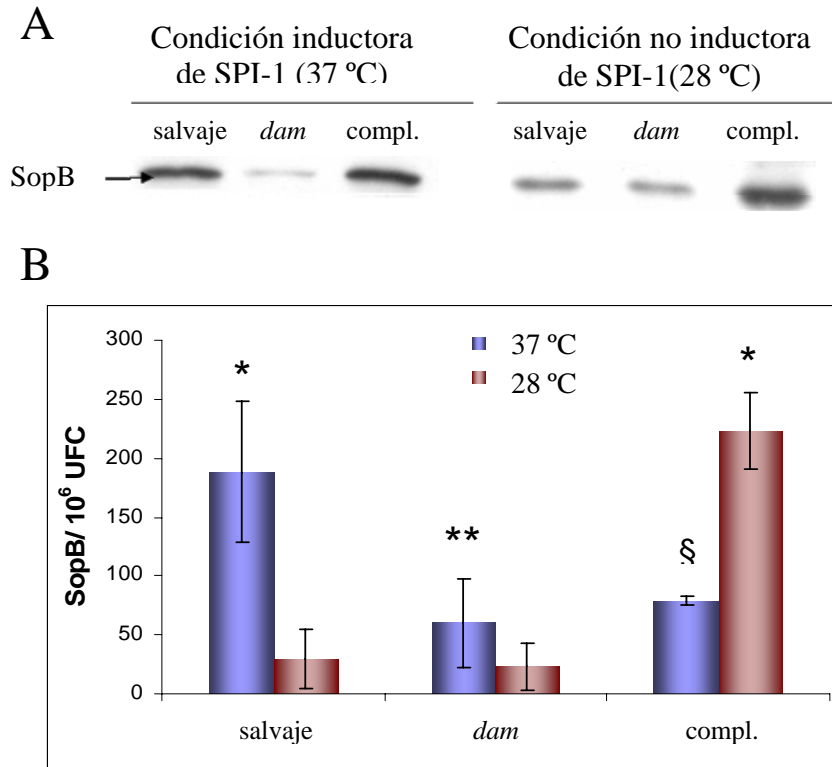 A
Condición inductora
de SPI-1 (37 ºC)
Condición no inductora
de SPI-1(28 ºC)
salvaje dam compl.
salvaje dam compl.
SopB
B
300
250
200
150
100
50
0
SopB/ 10⁶ UFC
37 ºC
28 ºC
*
**
§
*
salvaje dam compl.